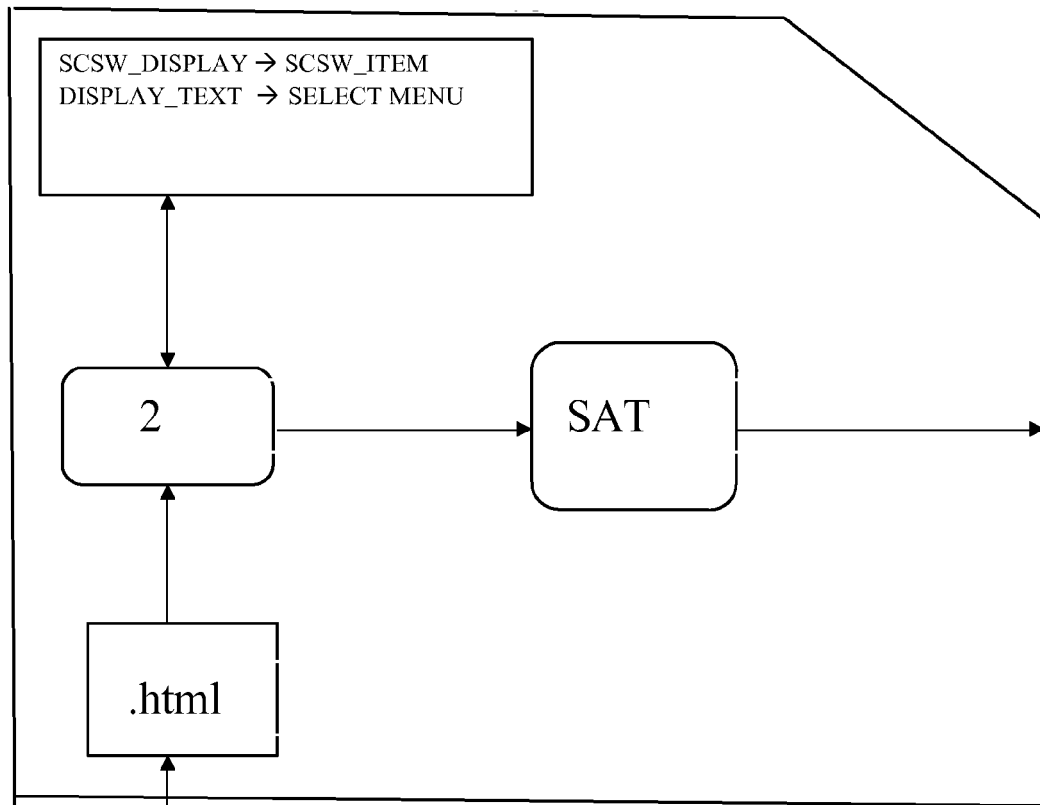 SCSW_DISPLAY → SCSW_ITEM
DISPLAY_TEXT → SELECT MENU
2
SAT
.html